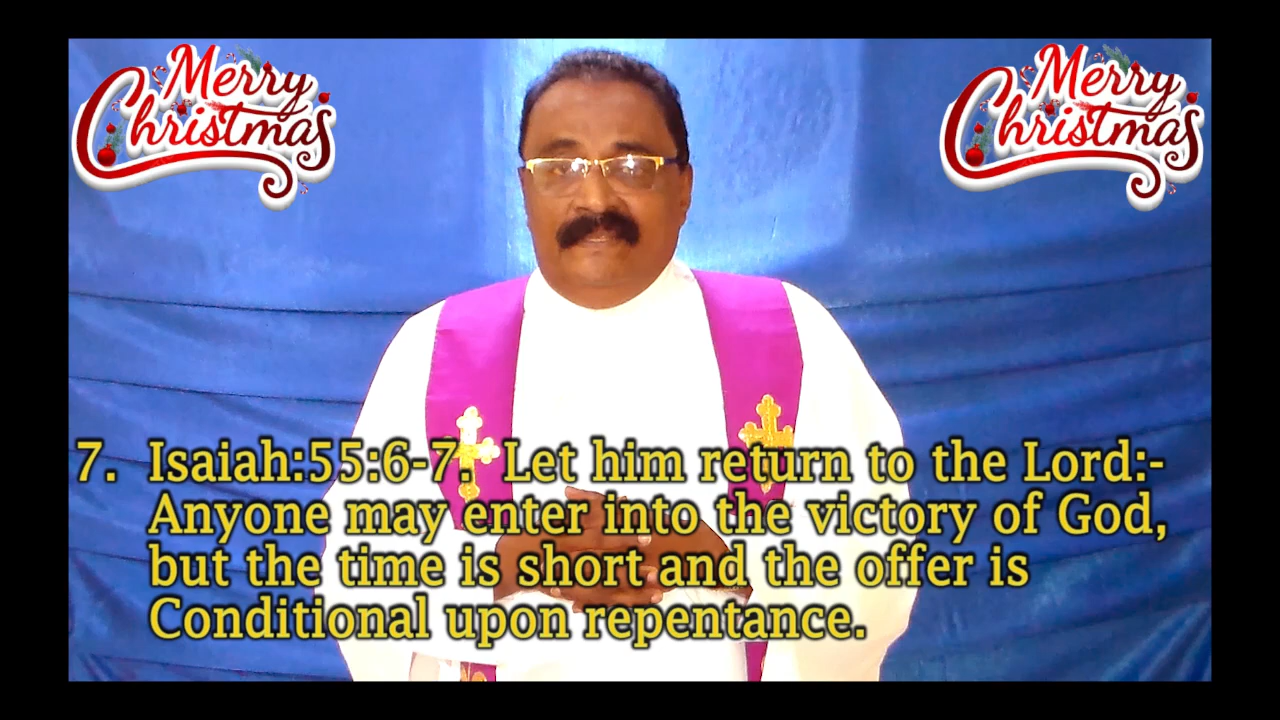 Merry
Christmas
Merry
Christmas
7. Isaiah:55:6-7: Let him return to the Lord:-
Anyone may enter into the victory of God,
but the time is short and the offer is
Conditional upon repentance.